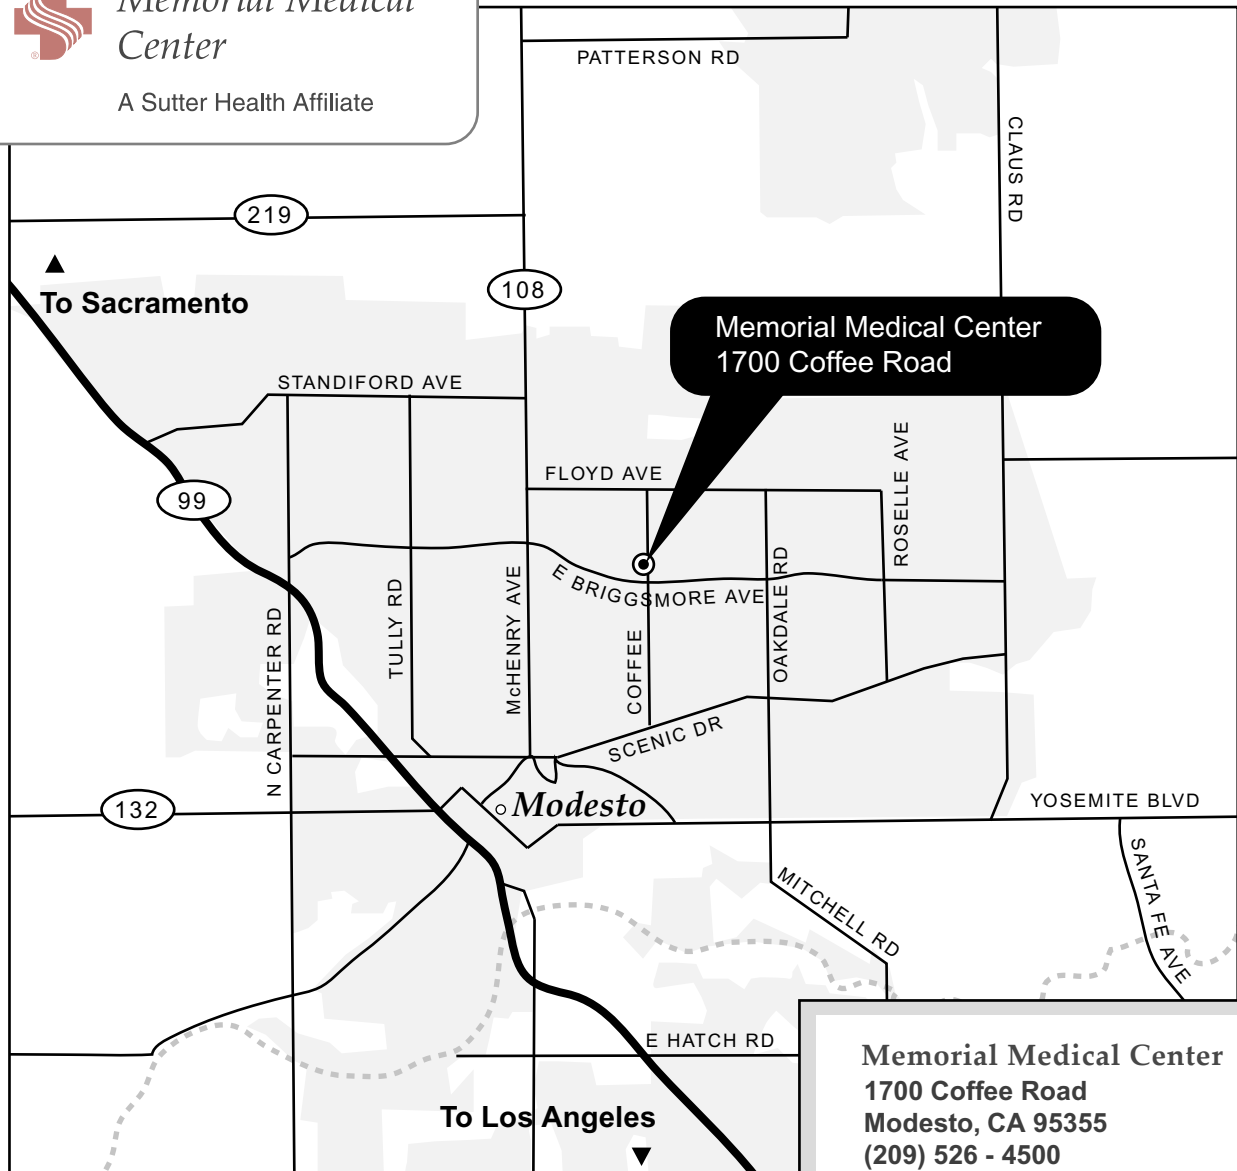 Memorial Medical
Center
®
A Sutter Health Affiliate
PATTERSON RD
CLAUS RD
219
To Sacramento
108
Memorial Medical Center
1700 Coffee Road
STANDIFORD AVE
FLOYD AVE
ROSELLE AVE
99
E BRIGGSMORE AVE
OAKDALE RD
TULLY RD
McHENRY AVE
COFFEE
N CARPENTER RD
SCENIC DR
132
Modesto
YOSEMITE BLVD
MITCHELL RD
SANTA FE AVE
E HATCH RD
To Los Angeles
Memorial Medical Center
1700 Coffee Road
Modesto, CA 95355
(209) 526 - 4500